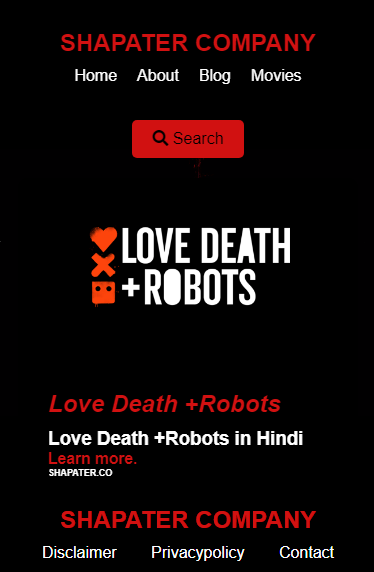 SHAPATER COMPANY
Home About Blog Movies
Search
LOVE DEATH
+ROBOTS
Love Death +Robots
Love Death +Robots in Hindi
Learn more.
SHAPATER.CO
SHAPATER COMPANY
Disclaimer Privacypolicy Contact